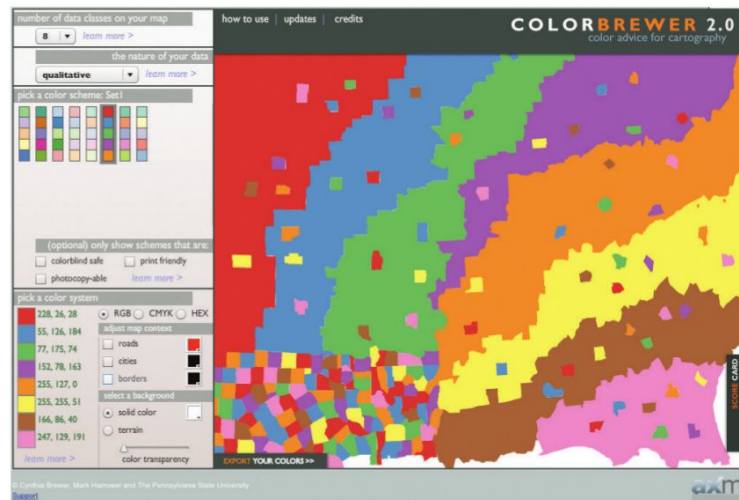 number of data classes on your map
8 learn more >
the nature of your data
qualitative learn more >
pick a color scheme: Set1
(optional) only show schemes that are:
colorblind safe print friendly
photocopy-able learn more >
pick a color system
228, 26, 28
55, 126, 184
77, 175, 74
152, 78, 163
255, 127, 0
255, 255, 51
166, 86, 40
247, 129, 191
learn more >
RGB CMYK HEX
adjust map context
roads
cities
borders
select a background
solid color
terrain
color transparency
how to use | updates | credits
COLORBREWER 2.0
color advice for cartography
SCORE CARD
EXPORT YOUR COLORS >>
© Cynthia Brewer, Mark Harrower and The Pennsylvania State University
Support
axm